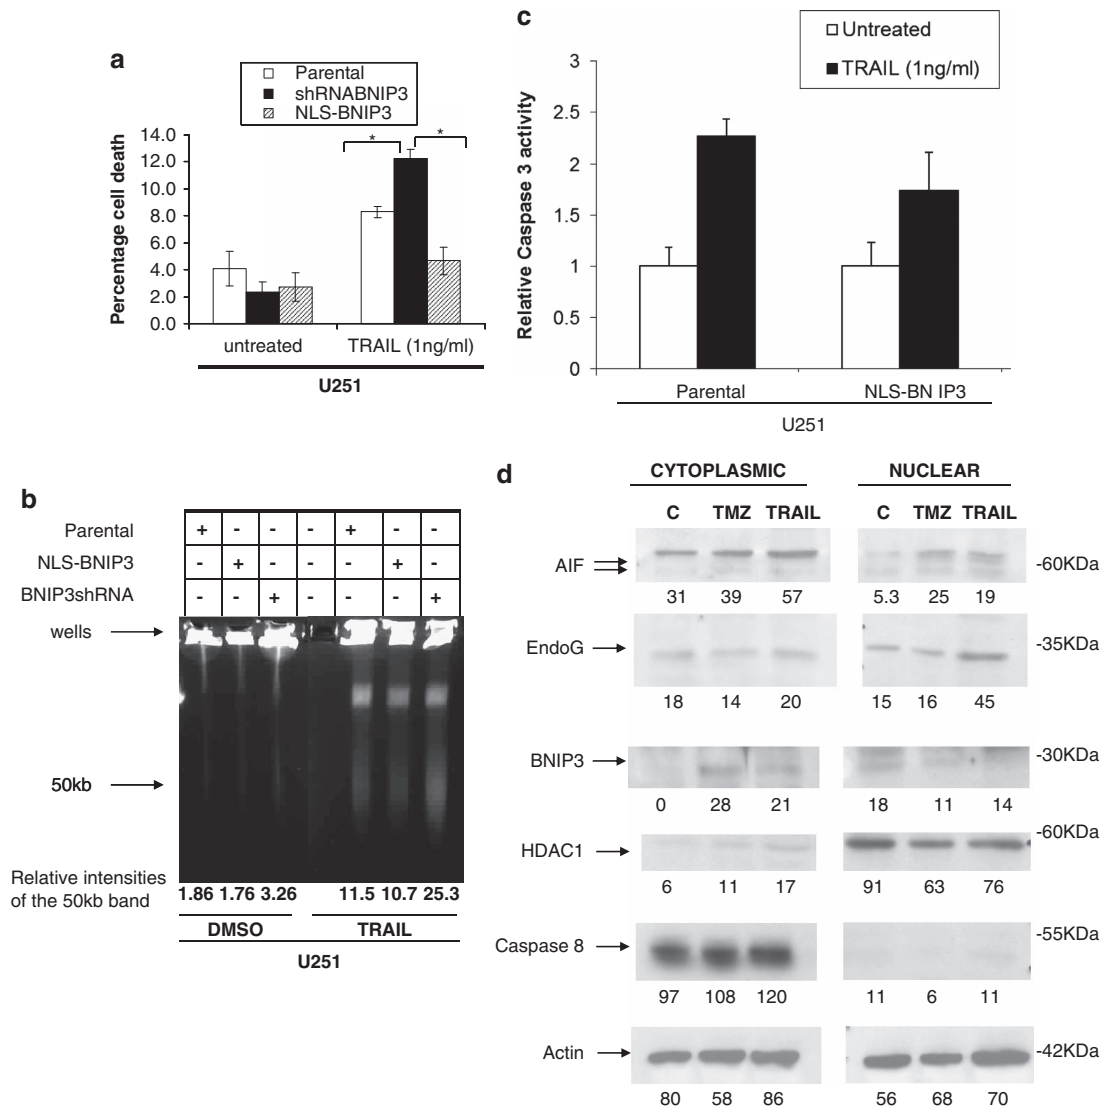 a
Parental
shRNABNIP3
NLS-BNIP3
Percentage cell death
14.0
12.0
10.0
8.0
6.0
4.0
2.0
0.0
*
*
untreated
TRAIL (1ng/ml)
U251
c
Untreated
TRAIL (1ng/ml)
Relative Caspase 3 activity
3
2.5
2
1.5
1
0.5
0
Parental
NLS-BN IP3
U251
b
Parental + - - - + - -
NLS-BNIP3 - + - - - + -
BNIP3shRNA - - + - - - +
wells
50kb
Relative intensities
of the 50kb band
1.86 1.76 3.26 11.5 10.7 25.3
DMSO TRAIL
U251
d
CYTOPLASMIC NUCLEAR
C TMZ TRAIL C TMZ TRAIL
AIF -60KDa
31 39 57 5.3 25 19
EndoG -35KDa
18 14 20 15 16 45
BNIP3 -30KDa
0 28 21 18 11 14
HDAC1 -60KDa
6 11 17 91 63 76
Caspase 8 -55KDa
97 108 120 11 6 11
Actin -42KDa
80 58 86 56 68 70